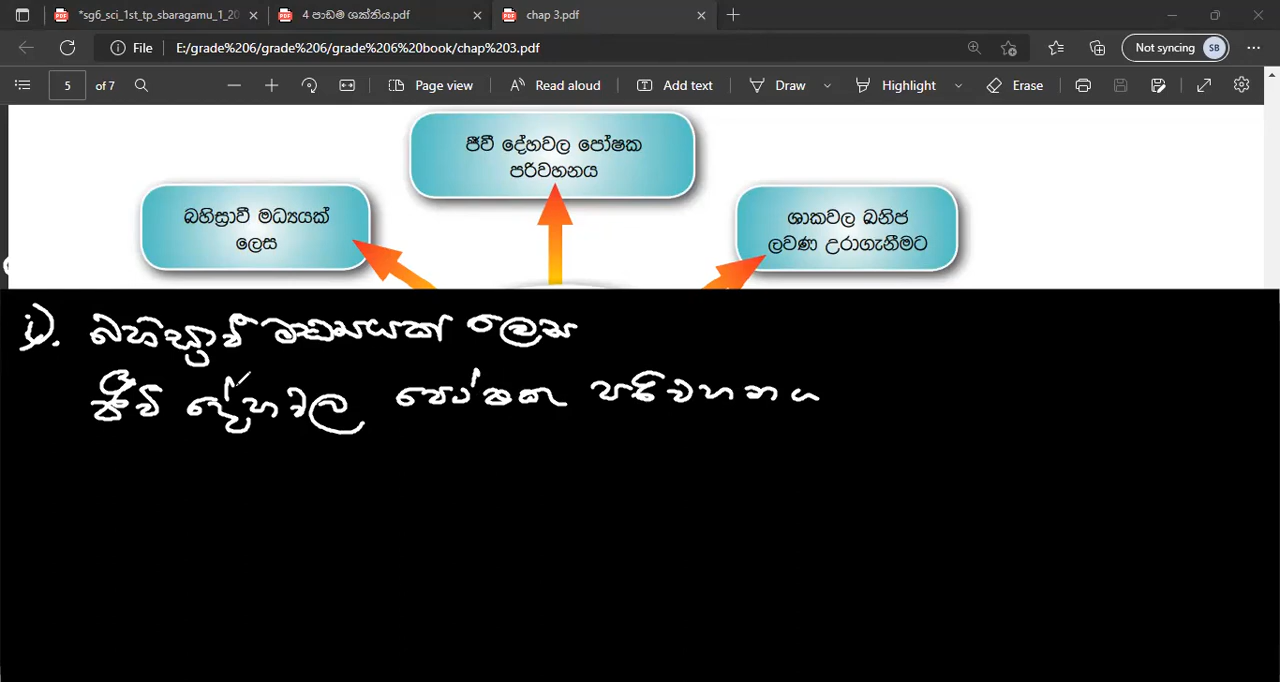 *sg6_sci_1st_tp_sbaragamu_1_20
4 පාඩම ශක්තිය.pdf
chap 3.pdf
File
E:/grade%206/grade%206/grade%206%20book/chap%203.pdf
Not syncing
SB
5 of 7
Page view
Read aloud
Add text
Draw
Highlight
Erase
ජීවී දේහවල පෝෂක
පරිවහනය
බහිස්‍රාවී මාධ්‍යයක්
ලෙස
ශාකවල ඛනිජ
ලවණ උරාගැනීමට
i). බහිස්‍රාවී මාධ්‍යයක් ලෙස
ජීවී දේහවල පෝෂක පරිවහනය